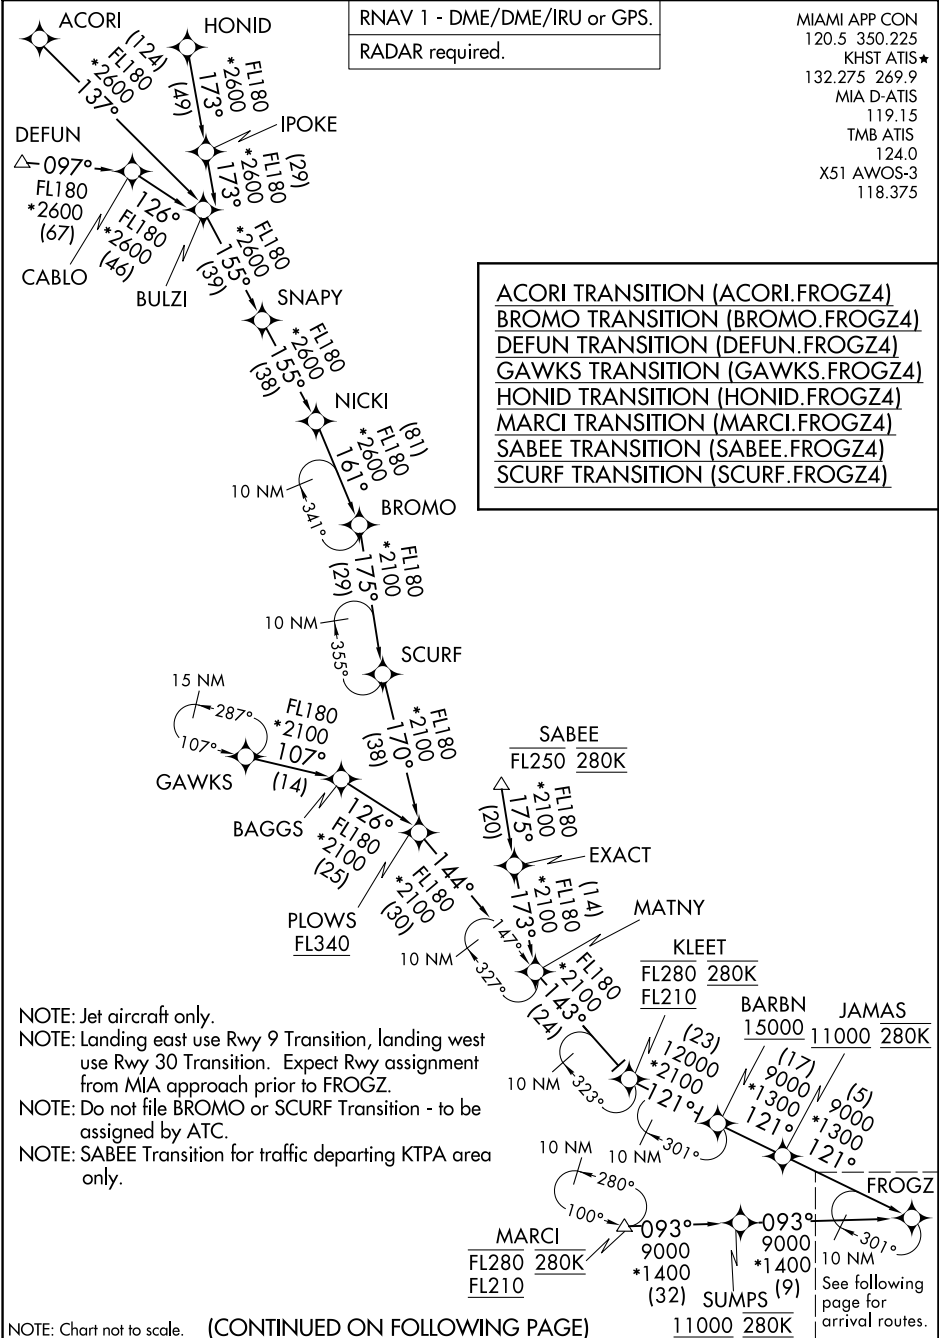 RNAV 1 - DME/DME/IRU or GPS.
RADAR required.
MIAMI APP CON
120.5 350.225
KHST ATIS★
132.275 269.9
MIA D-ATIS
119.15
TMB ATIS
124.0
X51 AWOS-3
118.375
ACORI
(124)
FL180
*2600
137°
HONID
FL180
*2600
173°
(49)
IPOKE
(29)
FL180
*2600
173°
DEFUN
097°
FL180
*2600
(67)
CABLO
126°
FL180
*2600
(46)
BULZI
FL180
*2600
155°
(39)
SNAPY
FL180
*2600
155°
(38)
NICKI
(81)
FL180
*2600
161°
10 NM
341°
BROMO
FL180
*2100
175°
(29)
10 NM
355°
SCURF
FL180
*2100
170°
(38)
ACORI TRANSITION (ACORI.FROGZ4)
BROMO TRANSITION (BROMO.FROGZ4)
DEFUN TRANSITION (DEFUN.FROGZ4)
GAWKS TRANSITION (GAWKS.FROGZ4)
HONID TRANSITION (HONID.FROGZ4)
MARCI TRANSITION (MARCI.FROGZ4)
SABEE TRANSITION (SABEE.FROGZ4)
SCURF TRANSITION (SCURF.FROGZ4)
15 NM
287°
107°
GAWKS
FL180
*2100
107°
(14)
BAGGS
126°
FL180
*2100
(25)
PLOWS
FL340
144°
FL180
*2100
(30)
SABEE
FL250 280K
FL180
*2100
175°
(20)
EXACT
(14)
FL180
*2100
173°
MATNY
10 NM
147°
327°
FL180
*2100
143°
(24)
KLEET
FL280 280K
FL210
10 NM
323°
(23)
12000
*2100
121°
BARBN
15000
10 NM
301°
(17)
9000
*1300
121°
JAMAS
11000 280K
(5)
9000
*1300
121°
FROGZ
301°
10 NM
See following
page for
arrival routes.
10 NM
280°
100°
MARCI
FL280 280K
FL210
093°
9000
*1400
(32)
SUMPS
11000 280K
093°
9000
*1400
(9)
NOTE: Jet aircraft only.
NOTE: Landing east use Rwy 9 Transition, landing west
use Rwy 30 Transition. Expect Rwy assignment
from MIA approach prior to FROGZ.
NOTE: Do not file BROMO or SCURF Transition - to be
assigned by ATC.
NOTE: SABEE Transition for traffic departing KTPA area
only.
NOTE: Chart not to scale.
(CONTINUED ON FOLLOWING PAGE)